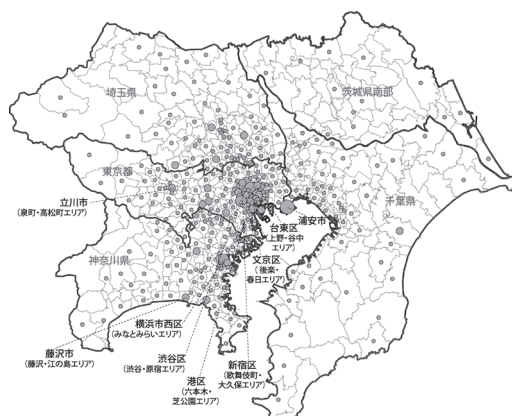 埼玉県
茨城県南部
東京都
立川市
(泉町・高松町エリア)
千葉県
浦安市
台東区
(上野・谷中
エリア)
神奈川県
文京区
(後楽・
春日エリア)
横浜市西区
(みなとみらいエリア)
藤沢市
(藤沢・江の島エリア)
渋谷区
(渋谷・原宿エリア)
新宿区
(歌舞伎町・
大久保エリア)
港区
(六本木・
芝公園エリア)